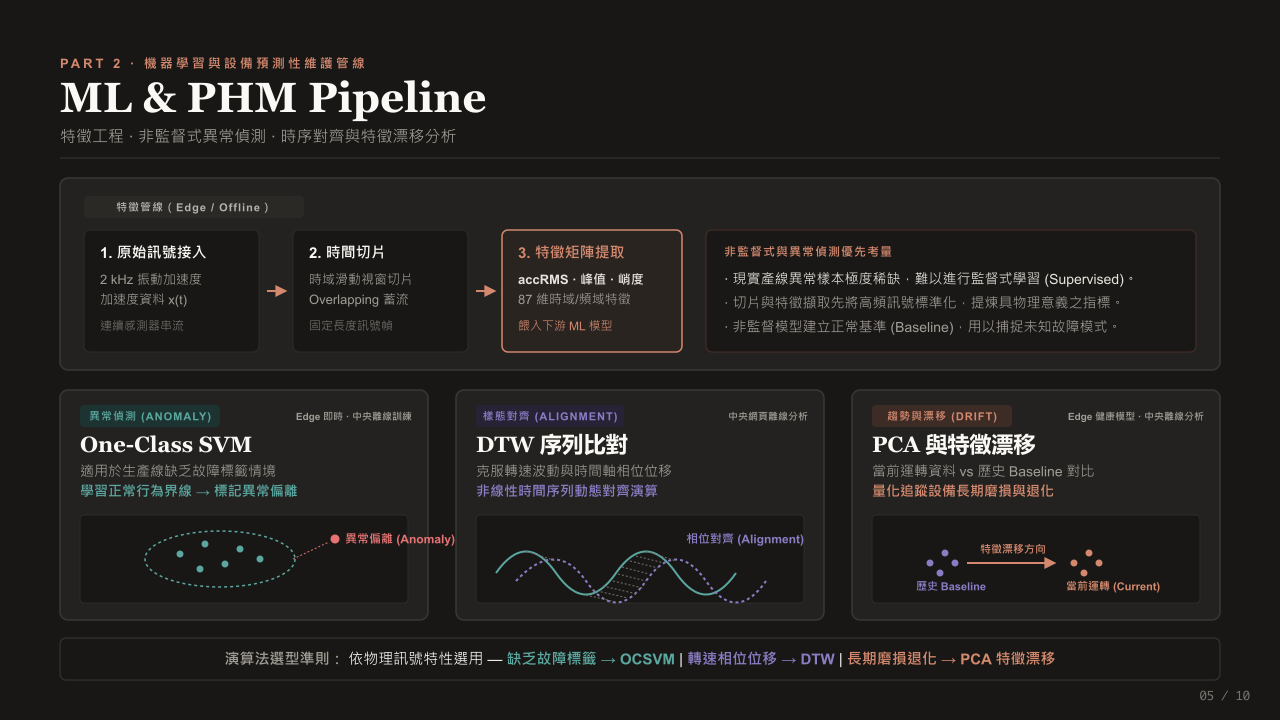 PART 2 · 機器學習與設備預測性維護管線
ML & PHM Pipeline
特徵工程 · 非監督式異常偵測 · 時序對齊與特徵漂移分析
特徵管線 ( Edge / Offline )
1. 原始訊號接入
2 kHz 振動加速度
加速度資料 x(t)
連續感測器串流
2. 時間切片
時域滑動視窗切片
Overlapping 蓄流
固定長度訊號幀
3. 特徵矩陣提取
accRMS · 峰值 · 峭度
87 維時域/頻域特徵
餵入下游 ML 模型
非監督式與異常偵測優先考量
· 現實產線異常樣本極度稀缺，難以進行監督式學習 (Supervised)。
· 切片與特徵擷取先將高頻訊號標準化，提煉具物理意義之指標。
· 非監督模型建立正常基準 (Baseline)，用以捕捉未知故障模式。
異常偵測 (ANOMALY)
Edge 即時 · 中央離線訓練
One-Class SVM
適用於生產線缺乏故障標籤情境
學習正常行為界線 → 標記異常偏離
異常偏離 (Anomaly)
樣態對齊 (ALIGNMENT)
中央網頁離線分析
DTW 序列比對
克服轉速波動與時間軸相位位移
非線性時間序列動態對齊演算
相位對齊 (Alignment)
趨勢與漂移 (DRIFT)
Edge 健康模型 · 中央離線分析
PCA 與特徵漂移
當前運轉資料 vs 歷史 Baseline 對比
量化追蹤設備長期磨損與退化
特徵漂移方向
歷史 Baseline
當前運轉 (Current)
演算法選型準則： 依物理訊號特性選用 — 缺乏故障標籤 → OCSVM | 轉速相位位移 → DTW | 長期磨損退化 → PCA 特徵漂移
05 / 10